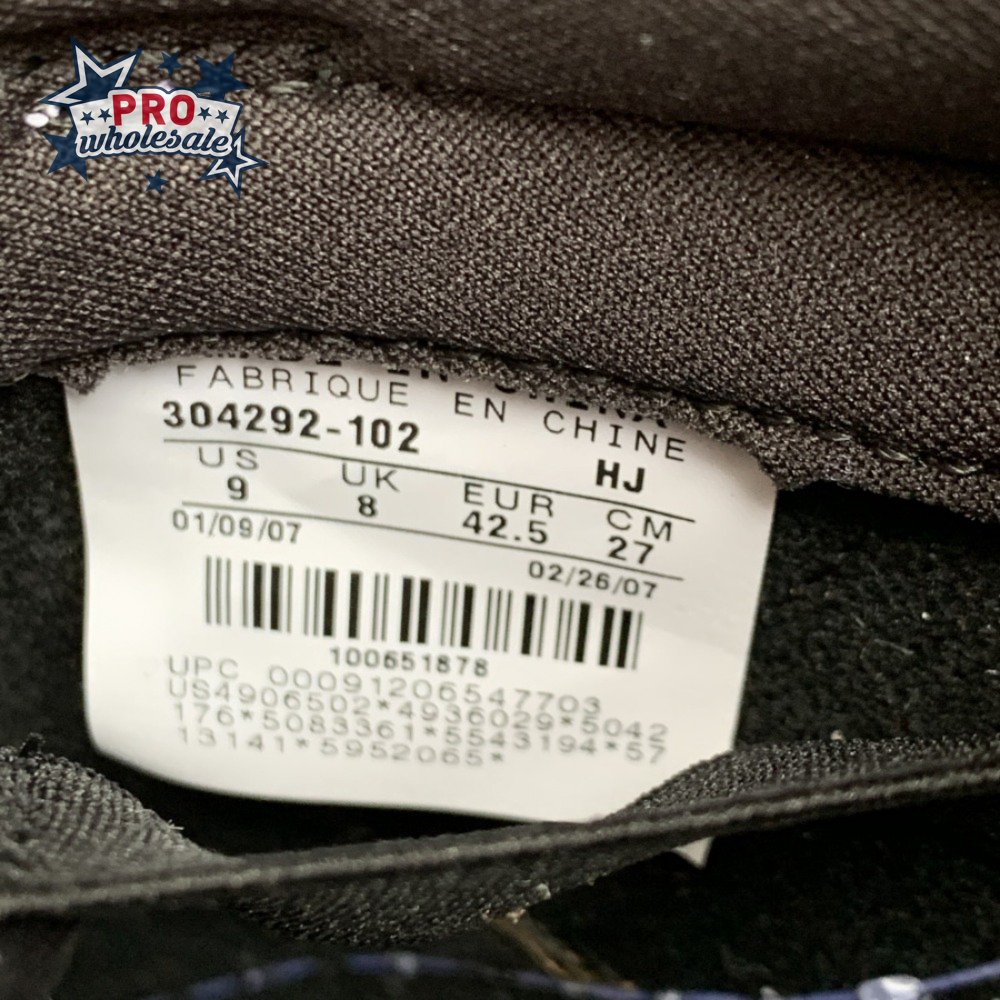 PRO
wholesale
FABRIQUE EN CHINE
304292-102 HJ
US UK EUR CM
9 8 42.5 27
01/09/07 02/26/07
100651878
UPC 00091206547703
US4906502*4936029*5042
176*5083361*5543194*57
13141*5952065*